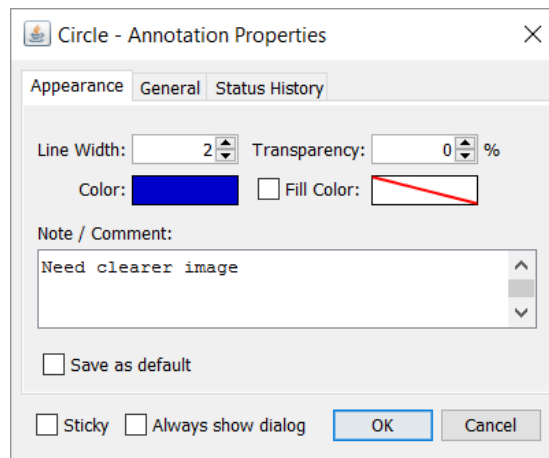 Circle - Annotation Properties
Appearance General Status History
Line Width: 2 Transparency: 0 %
Color: Fill Color:
Note / Comment:
Need clearer image
Save as default
Sticky Always show dialog OK Cancel